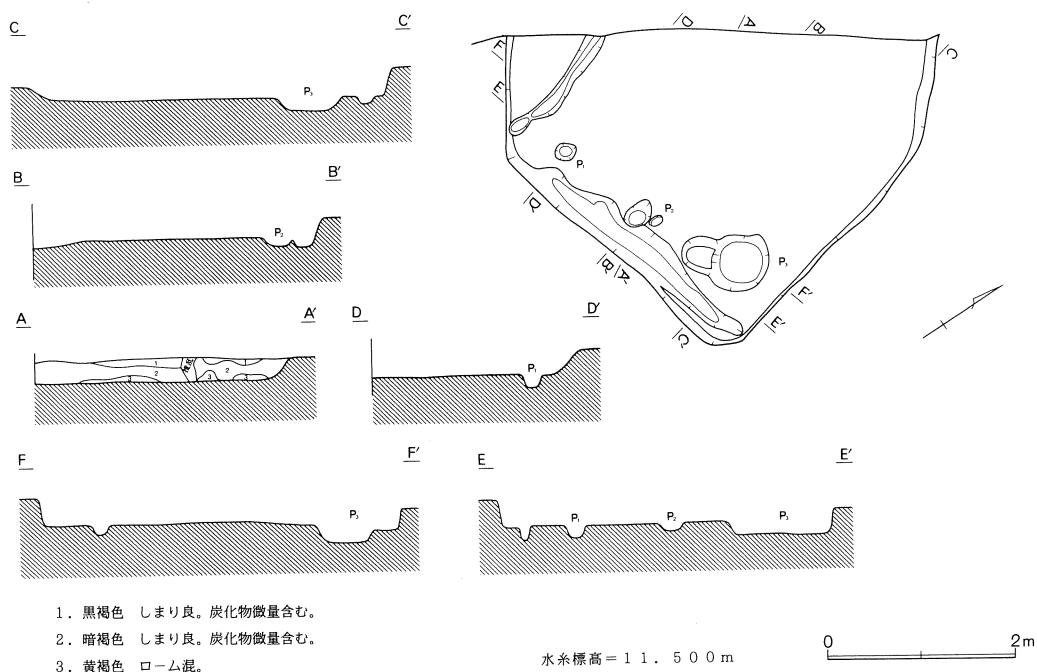 C C′
P₃
B B′
P₂
A A′
1
2
2
3
3
D D′
P₁
F F′
P₃
E E′
P₁ P₂ P₃
D A B
F C
E
P₁
P₂
D′
P₃
B′ A′
F′
C′ E′
1．黒褐色 しまり良。炭化物微量含む。
2．暗褐色 しまり良。炭化物微量含む。
3．黄褐色 ローム混。
水糸標高＝11．500m
0 2m